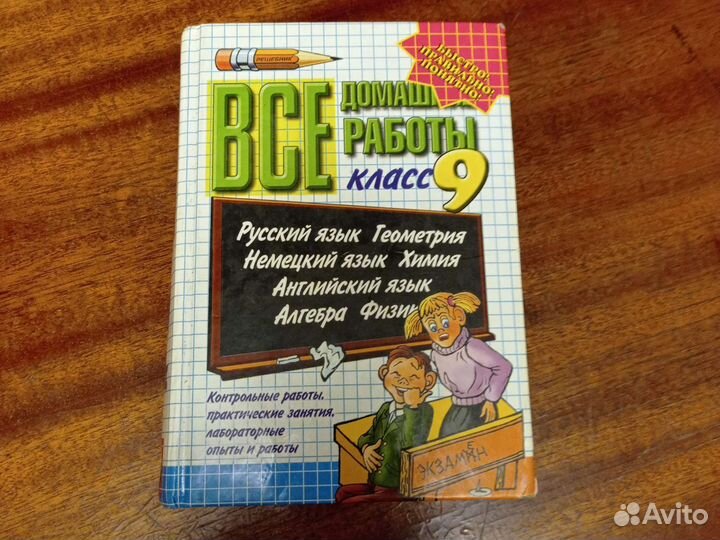 РЕШЕБНИК
БЫСТРО!
ПРАВИЛЬНО!
ПОНЯТНО!
ВСЕ ДОМАШ
РАБОТЫ
класс 9
Русский язык Геометрия
Немецкий язык Химия
Английский язык
Алгебра Физи
Контрольные работы,
практические занятия,
лабораторные
опыты и работы
ЭКЗАМЕН
Avito